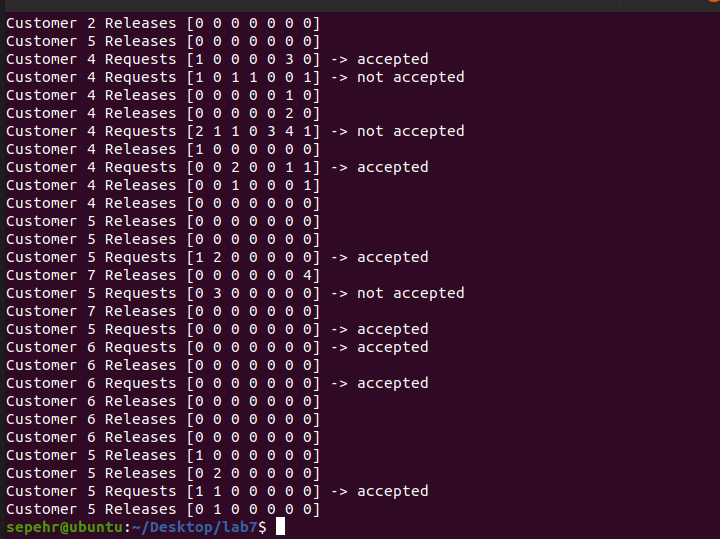 Customer 2 Releases [0 0 0 0 0 0 0]
Customer 5 Releases [0 0 0 0 0 0 0]
Customer 4 Requests [1 0 0 0 0 3 0] -> accepted
Customer 4 Requests [1 0 1 1 0 0 1] -> not accepted
Customer 4 Releases [0 0 0 0 0 1 0]
Customer 4 Releases [0 0 0 0 0 2 0]
Customer 4 Requests [2 1 1 0 3 4 1] -> not accepted
Customer 4 Releases [1 0 0 0 0 0 0]
Customer 4 Requests [0 0 2 0 0 1 1] -> accepted
Customer 4 Releases [0 0 1 0 0 0 1]
Customer 4 Releases [0 0 0 0 0 0 0]
Customer 5 Releases [0 0 0 0 0 0 0]
Customer 5 Releases [0 0 0 0 0 0 0]
Customer 5 Requests [1 2 0 0 0 0 0] -> accepted
Customer 7 Releases [0 0 0 0 0 0 4]
Customer 5 Requests [0 3 0 0 0 0 0] -> not accepted
Customer 7 Releases [0 0 0 0 0 0 0]
Customer 5 Requests [0 0 0 0 0 0 0] -> accepted
Customer 6 Requests [0 0 0 0 0 0 0] -> accepted
Customer 6 Releases [0 0 0 0 0 0 0]
Customer 6 Requests [0 0 0 0 0 0 0] -> accepted
Customer 6 Releases [0 0 0 0 0 0 0]
Customer 6 Releases [0 0 0 0 0 0 0]
Customer 6 Releases [0 0 0 0 0 0 0]
Customer 5 Releases [1 0 0 0 0 0 0]
Customer 5 Releases [0 2 0 0 0 0 0]
Customer 5 Requests [1 1 0 0 0 0 0] -> accepted
Customer 5 Releases [0 1 0 0 0 0 0]
sepehr@ubuntu:~/Desktop/lab7$